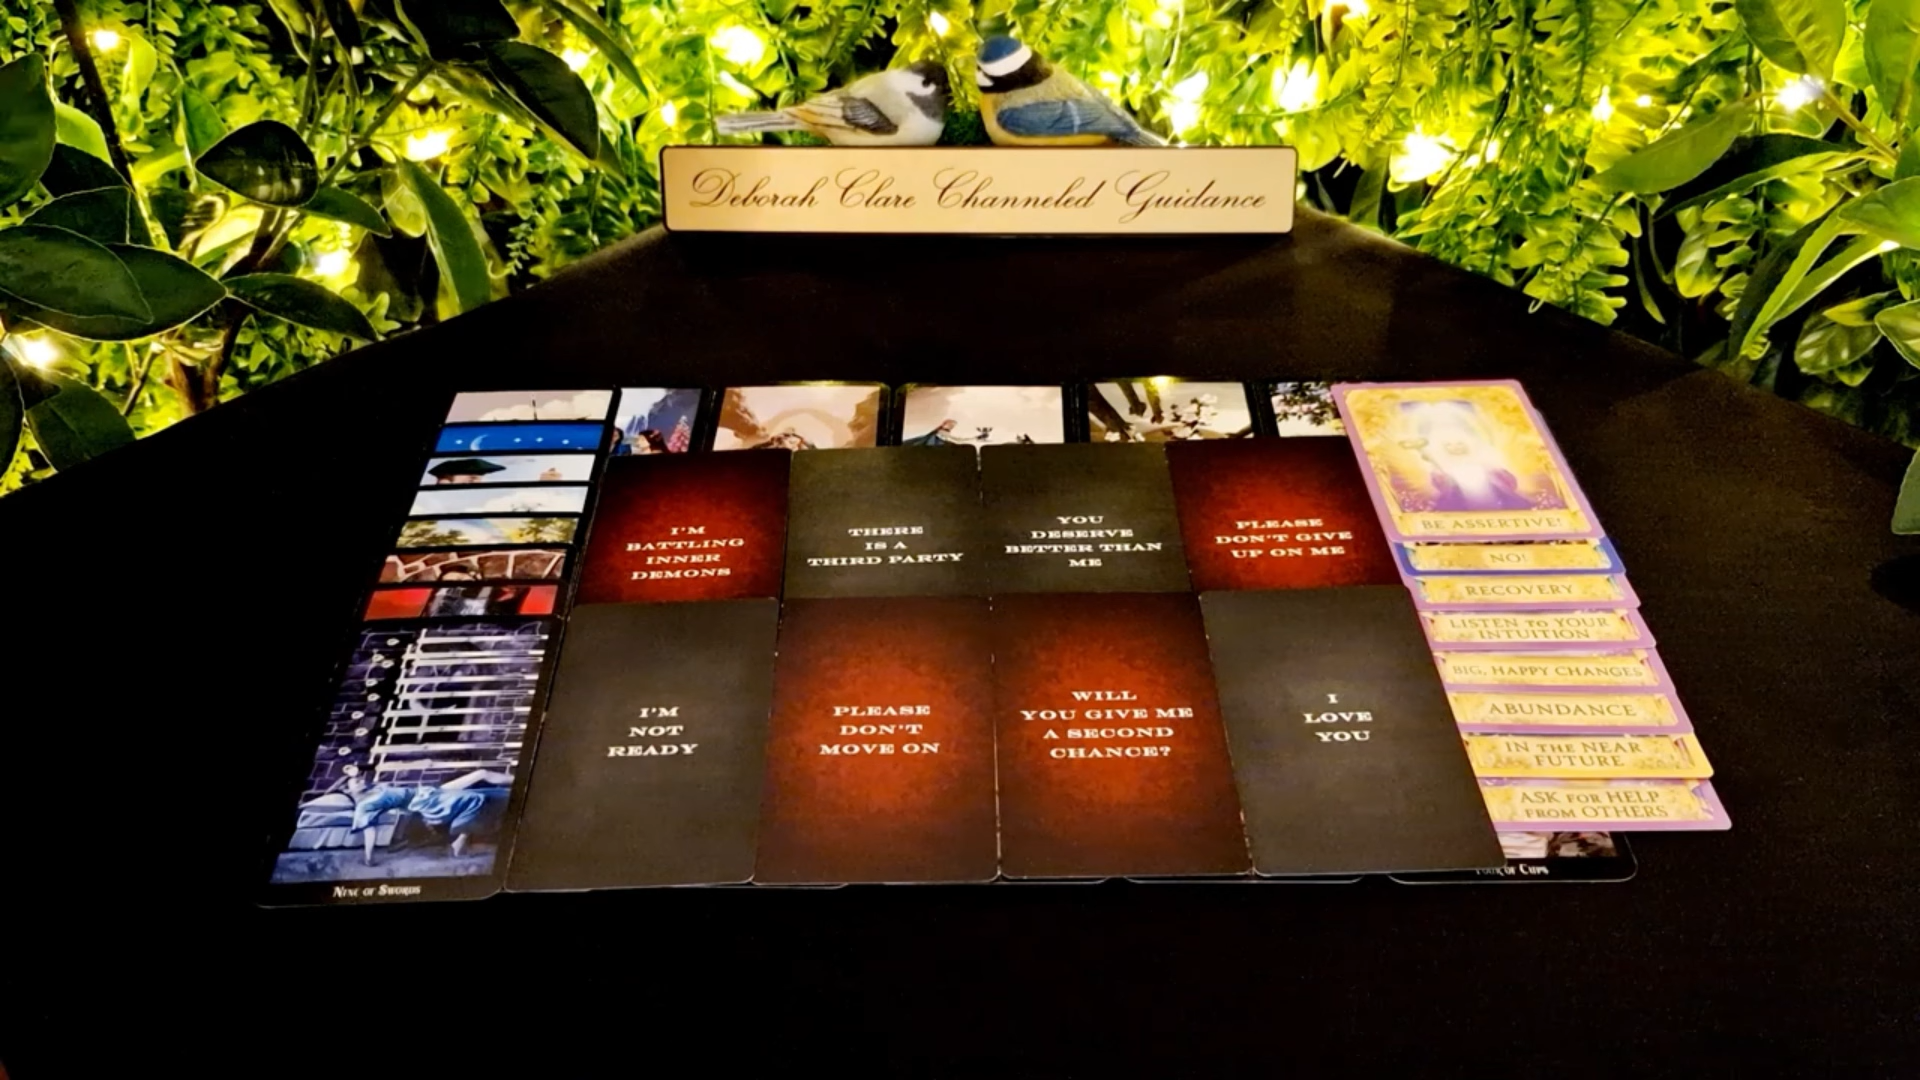 Deborah Clare Channeled Guidance
I'M
BATTLING
INNER
DEMONS
THERE
IS A
THIRD PARTY
YOU
DESERVE
BETTER THAN
ME
PLEASE
DON'T GIVE
UP ON ME
I'M
NOT
READY
PLEASE
DON'T
MOVE ON
WILL
YOU GIVE ME
A SECOND
CHANCE?
I
LOVE
YOU
BE ASSERTIVE!
NO!
RECOVERY
LISTEN TO YOUR
INTUITION
BIG, HAPPY CHANGES
ABUNDANCE
IN THE NEAR
FUTURE
ASK FOR HELP
FROM OTHERS
NINE OF SWORDS
OF CUPS